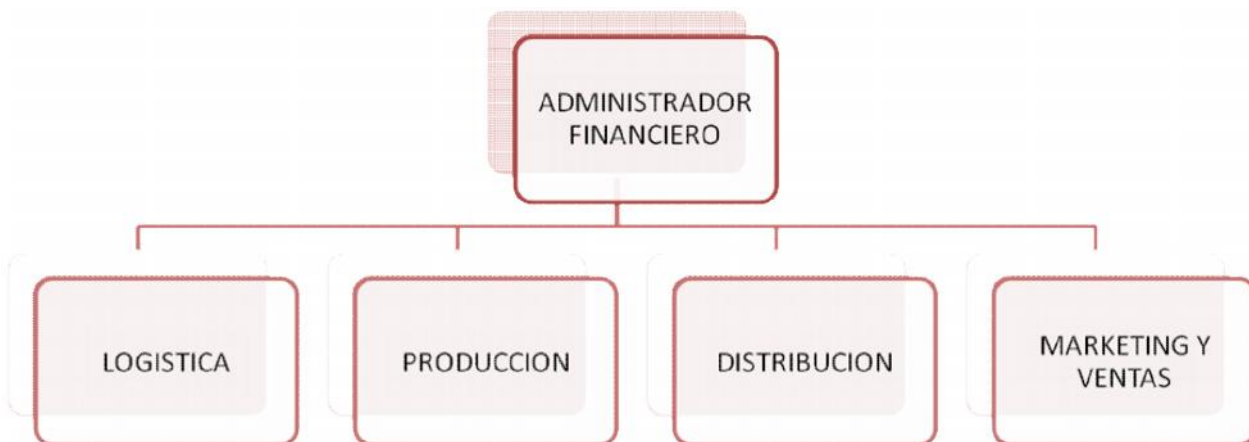 ADMINISTRADOR
FINANCIERO
LOGISTICA
PRODUCCION
DISTRIBUCION
MARKETING Y
VENTAS